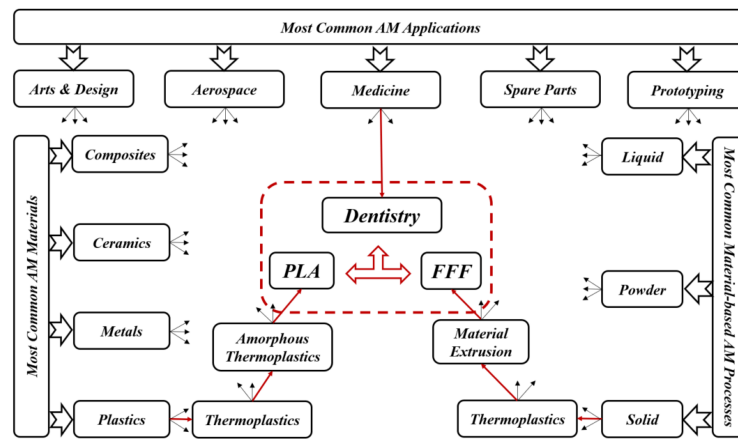 Most Common AM Applications
Arts & Design
Aerospace
Medicine
Spare Parts
Prototyping
Most Common AM Materials
Composites
Ceramics
Metals
Plastics
Dentistry
PLA
FFF
Amorphous
Thermoplastics
Material
Extrusion
Thermoplastics
Thermoplastics
Liquid
Powder
Solid
Most Common Material-based AM Processes